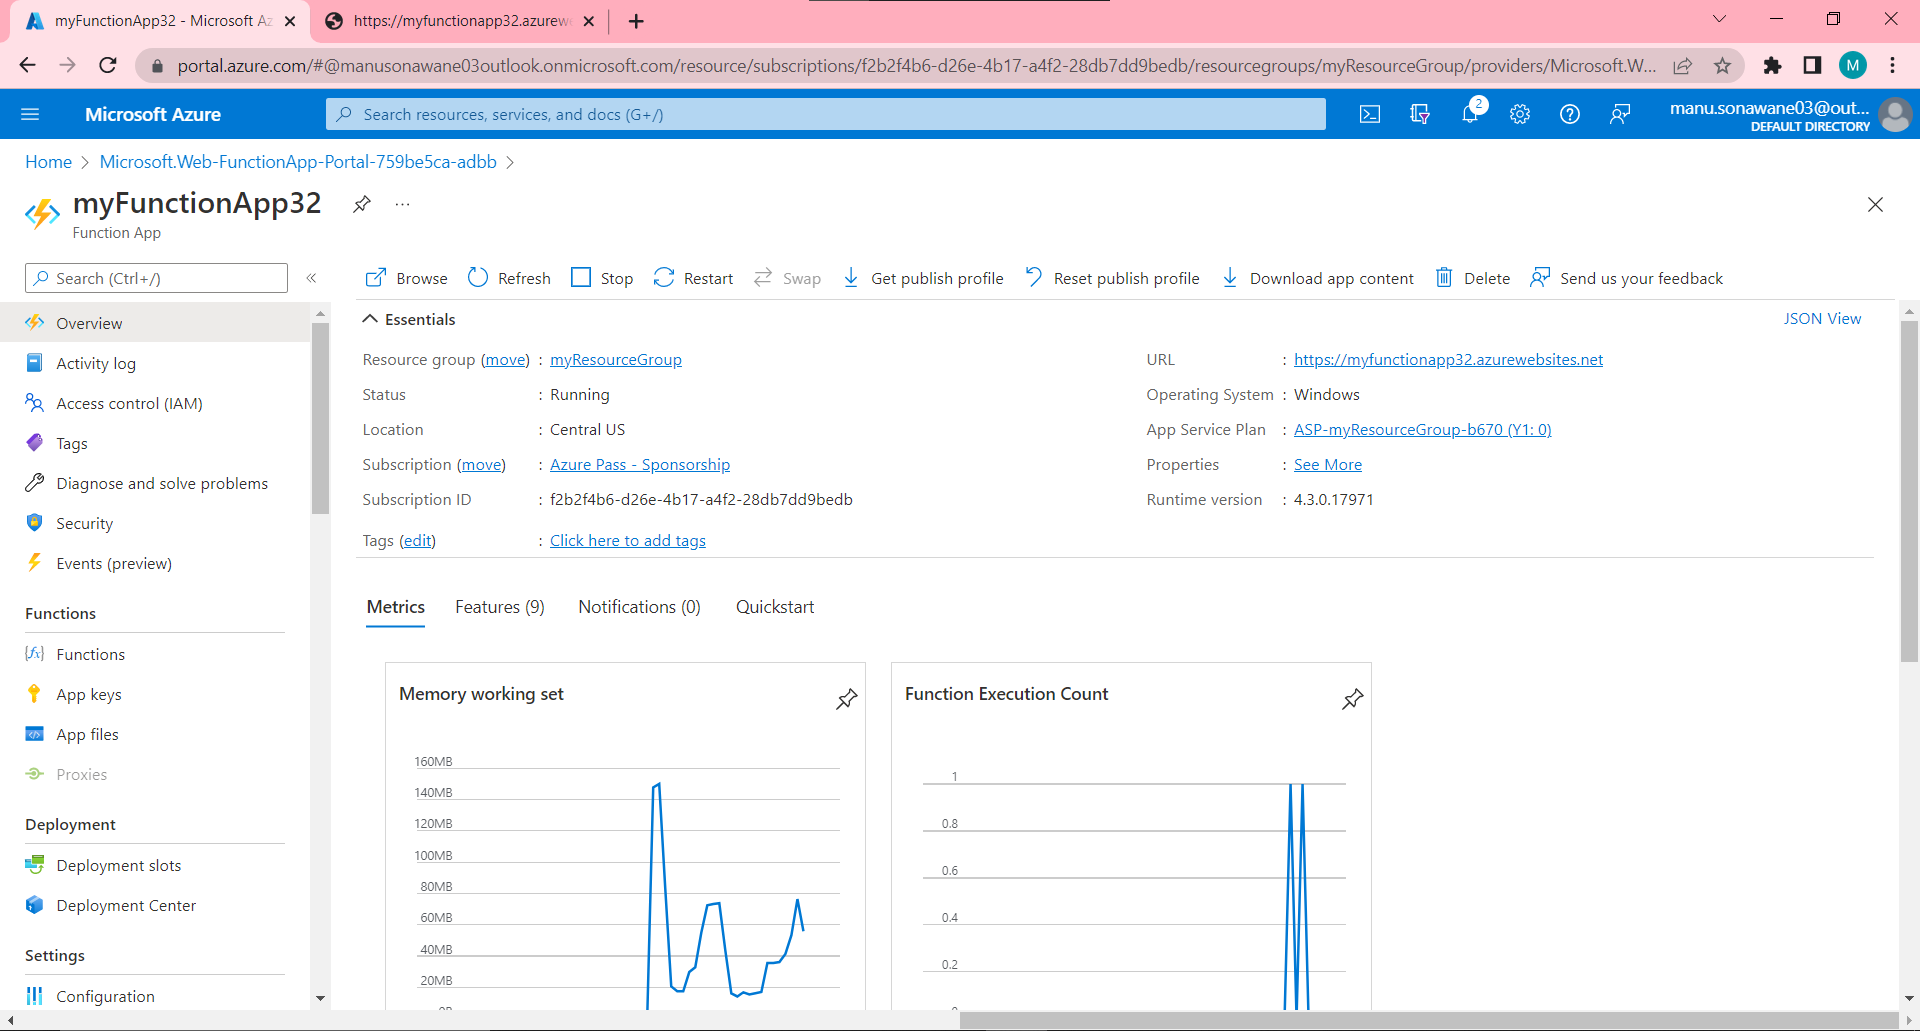 myFunctionApp32 - Microsoft Az
https://myfunctionapp32.azurew
portal.azure.com/#@manusonawane03outlook.onmicrosoft.com/resource/subscriptions/f2b2f4b6-d26e-4b17-a4f2-28db7dd9bedb/resourcegroups/myResourceGroup/providers/Microsoft.W...
M
Microsoft Azure
Search resources, services, and docs (G+/)
2
manu.sonawane03@out...
DEFAULT DIRECTORY
Home > Microsoft.Web-FunctionApp-Portal-759be5ca-adbb >
myFunctionApp32
...
Function App
Search (Ctrl+/)
«
Browse Refresh Stop Restart Swap Get publish profile Reset publish profile Download app content Delete Send us your feedback
Overview
Activity log
Access control (IAM)
Tags
Diagnose and solve problems
Security
Events (preview)
Functions
Functions
App keys
App files
Proxies
Deployment
Deployment slots
Deployment Center
Settings
Configuration
Essentials
JSON View
Resource group (move) : myResourceGroup
Status : Running
Location : Central US
Subscription (move) : Azure Pass - Sponsorship
Subscription ID : f2b2f4b6-d26e-4b17-a4f2-28db7dd9bedb
Tags (edit) : Click here to add tags
URL : https://myfunctionapp32.azurewebsites.net
Operating System : Windows
App Service Plan : ASP-myResourceGroup-b670 (Y1: 0)
Properties : See More
Runtime version : 4.3.0.17971
Metrics Features (9) Notifications (0) Quickstart
Memory working set
160MB
140MB
120MB
100MB
80MB
60MB
40MB
20MB
Function Execution Count
1
0.8
0.6
0.4
0.2